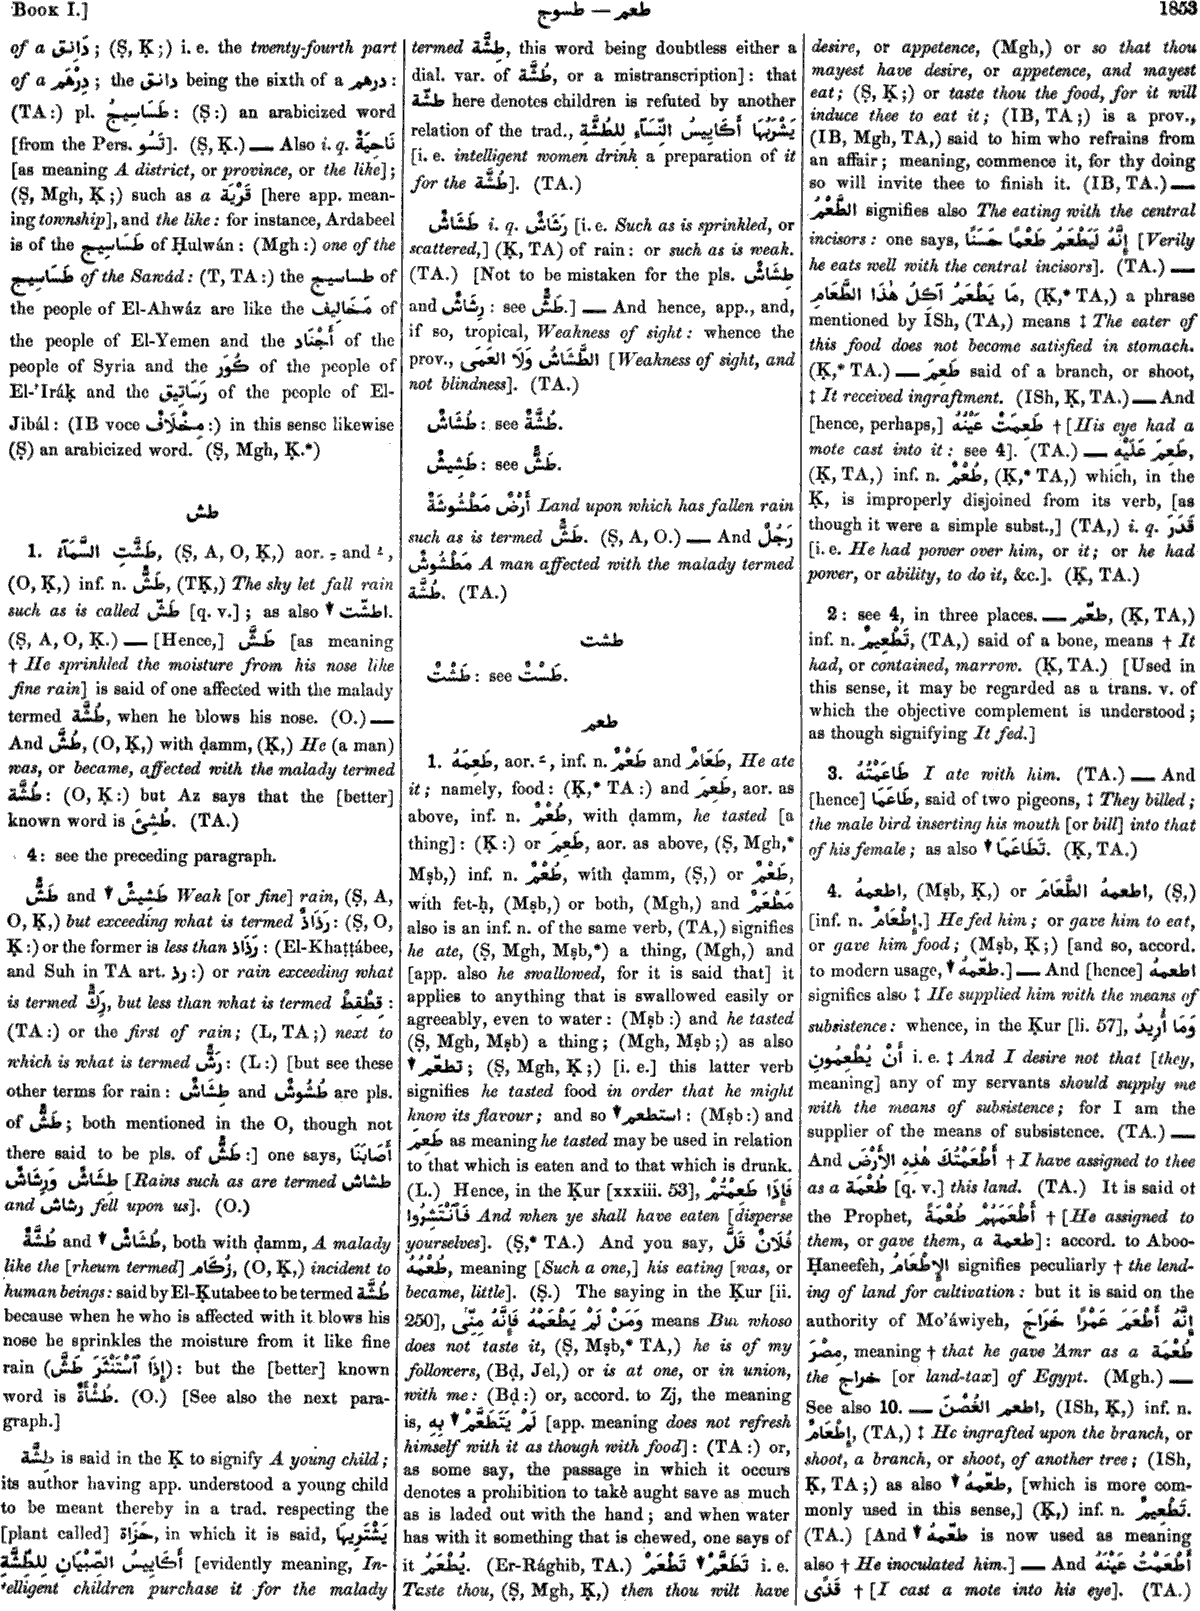 BOOK I.] طسوج — طعم 1853
of a دَانِق; (Ṣ, Ḳ;) i. e. the twenty-fourth part
of a دِرْهَم; the دانق being the sixth of a درهم:
(TA:) pl. طَسَاسِيجُ: (Ṣ:) an arabicized word
[from the Pers. تَسُو]. (Ṣ, Ḳ.) — Also i. q. نَاحِيَةٌ
[as meaning A district, or province, or the like];
(Ṣ, Mgh, Ḳ;) such as a قَرْيَة [here app. mean-
ing township], and the like: for instance, Ardabeel
is of the طَسَاسِيج of Ḥulwán: (Mgh:) one of the
طَسَاسِيج of the Sawád: (T, TA:) the طساسيج of
the people of El-Ahwáz are like the مَخَالِيف of
the people of El-Yemen and the أَجْنَاد of the
people of Syria and the كُوَر of the people of
El-'Iráḳ and the رَسَاتِيق of the people of El-
Jibál: (IB voce مِخْلَافٌ:) in this sense likewise
(Ṣ) an arabicized word. (Ṣ, Mgh, Ḳ.*)
طش
1. طَشَّتِ السَّمَآءُ, (Ṣ, A, O, Ḳ,) aor. ـِ and ـُ,
(O, Ḳ,) inf. n. طَشٌّ, (TḲ,) The sky let fall rain
such as is called طَشّ [q. v.]; as also ▼ اطشّت.
(Ṣ, A, O, Ḳ.) — [Hence,] طَشَّ [as meaning
† He sprinkled the moisture from his nose like
fine rain] is said of one affected with the malady
termed طُشَّة, when he blows his nose. (O.) —
And طُشَّ, (O, Ḳ,) with ḍamm, (Ḳ,) He (a man)
was, or became, affected with the malady termed
طُشَّة: (O, Ḳ:) but Az says that the [better]
known word is طُشِئَ. (TA.)
4: see the preceding paragraph.
طَشٌّ and ▼ طَشِيشٌ Weak [or fine] rain, (Ṣ, A,
O, Ḳ,) but exceeding what is termed رَذَاذٌ: (Ṣ, O,
Ḳ:) or the former is less than رَذَاذ: (El-Khaṭṭábee,
and Suh in TA art. رذ:) or rain exceeding what
is termed رِكّ, but less than what is termed قِطْقِط:
(TA:) or the first of rain; (L, TA;) next to
which is what is termed رَشّ: (L:) [but see these
other terms for rain: طِشَاشٌ and طُشُوشٌ are pls.
of طَشٌّ; both mentioned in the O, though not
there said to be pls. of طَشٌّ:] one says, أَصَابَنَا
طِشَاشٌ وَرِشَاشٌ [Rains such as are termed طشاش
and رشاش fell upon us]. (O.)
طُشَّةٌ and ▼ طُشَاشٌ, both with ḍamm, A malady
like the [rheum termed] زُكَام, (O, Ḳ,) incident to
human beings: said by El-Ḳutabee to be termed طُشَّة
because when he who is affected with it blows his
nose he sprinkles the moisture from it like fine
rain (إِذَا ٱسْتَنْثَرَ طَشَّ): but the [better] known
word is طُشْأَةٌ. (O.) [See also the next para-
graph.]
طِشَّةٌ is said in the Ḳ to signify A young child;
its author having app. understood a young child
to be meant thereby in a trad. respecting the
[plant called] حَزَاة, in which it is said, يَشْتَرِيهَا
أَكَايِيسُ الصِّبْيَانِ لِلطِّشَّةِ [evidently meaning, In-
telligent children purchase it for the malady
termed طِشَّة, this word being doubtless either a
dial. var. of طُشَّة, or a mistranscription]: that
طشّة here denotes children is refuted by another
relation of the trad., يَشْرَبُهَا أَكَايِيسُ النِّسَآءِ لِلطُّشَّةِ
[i. e. intelligent women drink a preparation of it
for the طُشَّة]. (TA.)
طَشَاشٌ i. q. رَشَاشٌ [i. e. Such as is sprinkled, or
scattered,] (Ḳ, TA) of rain: or such as is weak.
(TA.) [Not to be mistaken for the pls. طِشَاشٌ
and رِشَاشٌ: see طَشٌّ.] — And hence, app., and,
if so, tropical, Weakness of sight: whence the
prov., الطَّشَاشُ وَلَا العَمَى [Weakness of sight, and
not blindness]. (TA.)
طُشَاشٌ: see طُشَّةٌ.
طَشِيشٌ: see طَشٌّ.
أَرْضٌ مَطْشُوشَةٌ Land upon which has fallen rain
such as is termed طَشّ. (Ṣ, A, O.) — And رَجُلٌ
مَطْشُوشٌ A man affected with the malady termed
طُشَّة. (TA.)
طشت
طَشْتٌ: see طَسْتٌ.
طعم
1. طَعِمَهُ, aor. ـَ, inf. n. طَعْمٌ and طَعَامٌ, He ate
it; namely, food: (Ḳ,* TA:) and طَعِمَ, aor. as
above, inf. n. طُعْمٌ, with ḍamm, he tasted [a
thing]: (Ḳ:) or طَعِمَ, aor. as above, (Ṣ, Mgh,*
Mṣb,) inf. n. طُعْمٌ, with ḍamm, (Ṣ,) or طَعْمٌ,
with fet-ḥ, (Mṣb,) or both, (Mgh,) and مَطْعَمٌ
also is an inf. n. of the same verb, (TA,) signifies
he ate, (Ṣ, Mgh, Mṣb,*) a thing, (Mgh,) and
[app. also he swallowed, for it is said that] it
applies to anything that is swallowed easily or
agreeably, even to water: (Mṣb:) and he tasted
(Ṣ, Mgh, Mṣb) a thing; (Mgh, Mṣb;) as also
▼ تطعّم; (Ṣ, Mgh, Ḳ;) [i. e.] this latter verb
signifies he tasted food in order that he might
know its flavour; and so ▼ استطعم: (Mṣb:) and
طَعِمَ as meaning he tasted may be used in relation
to that which is eaten and to that which is drunk.
(L.) Hence, in the Ḳur [xxxiii. 53], فَإِذَا طَعِمْتُمْ
فَٱنْتَشِرُوا And when ye shall have eaten [disperse
yourselves]. (Ṣ,* TA.) And you say, فُلَانٌ قَلَّ
طُعْمُهُ, meaning [Such a one,] his eating [was, or
became, little]. (Ṣ.) The saying in the Ḳur [ii.
250], وَمَنْ لَمْ يَطْعَمْهُ فَإِنَّهُ مِنِّى means But whoso
does not taste it, (Ṣ, Mṣb,* TA,) he is of my
followers, (Bḍ, Jel,) or is at one, or in union,
with me: (Bḍ:) or, accord. to Zj, the meaning
is, لَمْ يَتَطَعَّمْ▼ بِهِ [app. meaning does not refresh
himself with it as though with food]: (TA:) or,
as some say, the passage in which it occurs
denotes a prohibition to take aught save as much
as is laded out with the hand; and when water
has with it something that is chewed, one says of
it يُطْعَمُ. (Er-Rághib, TA.) تَطَعَّمْ▼ تَطْعَمْ i. e.
Taste thou, (Ṣ, Mgh, Ḳ,) then thou wilt have
desire, or appetence, (Mgh,) or so that thou
mayest have desire, or appetence, and mayest
eat; (Ṣ, Ḳ;) or taste thou the food, for it will
induce thee to eat it; (IB, TA;) is a prov.,
(IB, Mgh, TA,) said to him who refrains from
an affair; meaning, commence it, for thy doing
so will invite thee to finish it. (IB, TA.) —
الطَّعْمُ signifies also The eating with the central
incisors: one says, إِنَّهُ لَيَطْعَمُ طَعْمًا حَسَنًا [Verily
he eats well with the central incisors]. (TA.) —
مَا يَطْعَمُ آكِلُ هٰذَا الطَّعَامِ, (Ḳ,* TA,) a phrase
mentioned by ISh, (TA,) means ‡ The eater of
this food does not become satisfied in stomach.
(Ḳ,* TA.) — طَعِمَ said of a branch, or shoot,
‡ It received ingraftment. (ISh, Ḳ, TA.) — And
[hence, perhaps,] طَعِمَتْ عَيْنُهُ † [His eye had a
mote cast into it: see 4]. (TA.) — طَعِمَ عَلَيْهِ,
(Ḳ, TA,) inf. n. طُعْمٌ, (Ḳ,* TA,) which, in the
Ḳ, is improperly disjoined from its verb, [as
though it were a simple subst.,] (TA,) i. q. قَدَرَ
[i. e. He had power over him, or it; or he had
power, or ability, to do it, &c.]. (Ḳ, TA.)
2: see 4, in three places. — طعّم, (Ḳ, TA,)
inf. n. تَطْعِيمٌ, (TA,) said of a bone, means † It
had, or contained, marrow. (Ḳ, TA.) [Used in
this sense, it may be regarded as a trans. v. of
which the objective complement is understood;
as though signifying It fed.]
3. طَاعَمْتُهُ I ate with him. (TA.) — And
[hence] طَاعَمَا, said of two pigeons, ‡ They billed;
the male bird inserting his mouth [or bill] into that
of his female; as also ▼ تَطَاعَمَا. (Ḳ, TA.)
4. اطعمهُ, (Mṣb, Ḳ,) or اطعمهُ الطَّعَامَ, (Ṣ,)
[inf. n. إِطْعَامٌ,] He fed him; or gave him to eat,
or gave him food; (Mṣb, Ḳ;) [and so, accord.
to modern usage, ▼ طعّمهُ.] — And [hence] اطعمهُ
signifies also ‡ He supplied him with the means of
subsistence: whence, in the Ḳur [li. 57], وَمَا أُرِيدُ
أَنْ يُطْعِمُونِ i. e. ‡ And I desire not that [they,
meaning] any of my servants should supply me
with the means of subsistence; for I am the
supplier of the means of subsistence. (TA.) —
And أَطْعَمْتُكَ هٰذِهِ الأَرْضَ † I have assigned to thee
as a طُعْمَة [q. v.] this land. (TA.) It is said of
the Prophet, أَطْعَمَهُمْ طُعْمَةً † [He assigned to
them, or gave them, a طعمة]: accord. to Aboo-
Ḥaneefeh, الإِطْعَامُ signifies peculiarly † the lend-
ing of land for cultivation: but it is said on the
authority of Mo'áwiyeh, إِنَّهُ أَطْعَمَ عَمْرًا خَرَاجَ
مِصْرَ, meaning † that he gave 'Amr as a طُعْمَة
the خراج [or land-tax] of Egypt. (Mgh.) —
See also 10. — اطعم الغُصْنَ, (ISh, Ḳ,) inf. n.
إِطْعَامٌ, (TA,) ‡ He ingrafted upon the branch, or
shoot, a branch, or shoot, of another tree; (ISh,
Ḳ, TA;) as also ▼ طعّمهُ, [which is more com-
monly used in this sense,] (Ḳ,) inf. n. تَطْعِيمٌ.
(TA.) [And ▼ طعّمهُ is now used as meaning
also † He inoculated him.] — And أَطْعَمْتُ عَيْنَهُ
قَذًى † [I cast a mote into his eye]. (TA.)